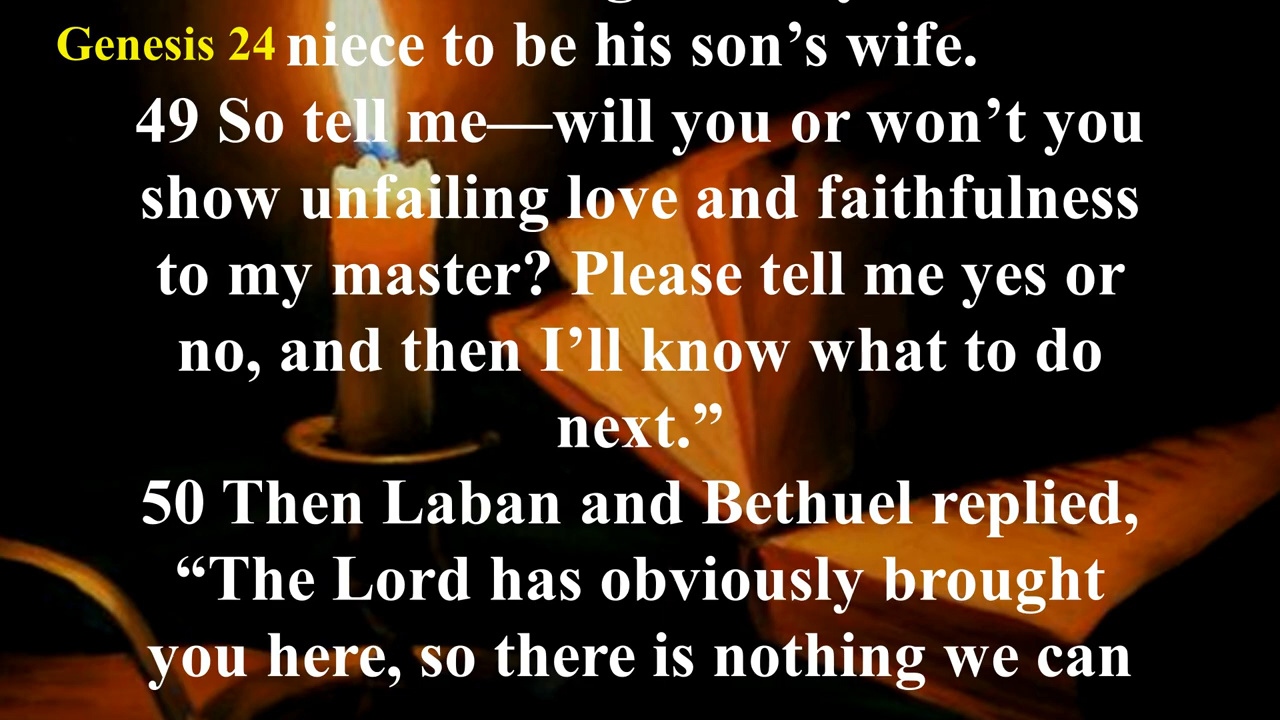 Genesis 24 niece to be his son’s wife.
49 So tell me—will you or won’t you
show unfailing love and faithfulness
to my master? Please tell me yes or
no, and then I’ll know what to do
next.”
50 Then Laban and Bethuel replied,
“The Lord has obviously brought
you here, so there is nothing we can